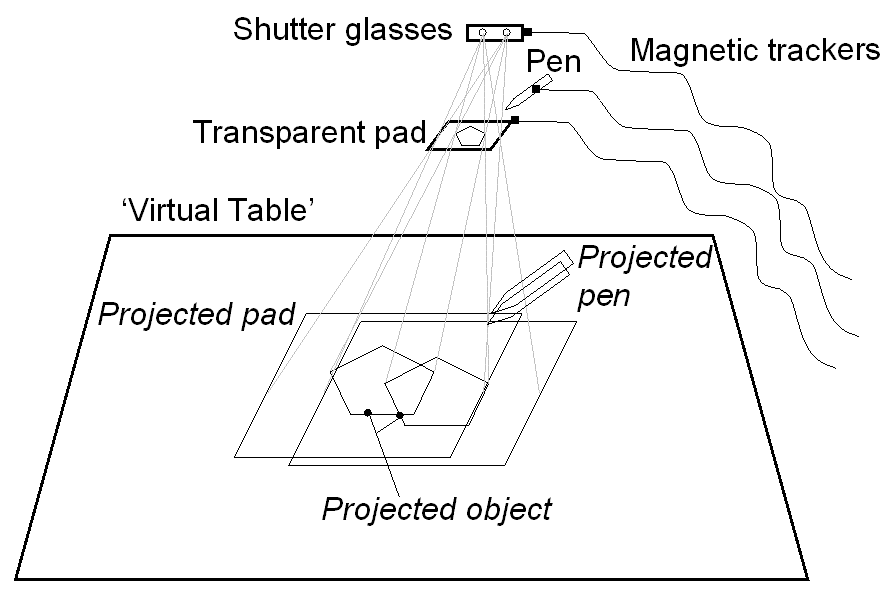 Shutter glasses
Magnetic trackers
Pen
Transparent pad
‘Virtual Table’
Projected
pen
Projected pad
Projected object